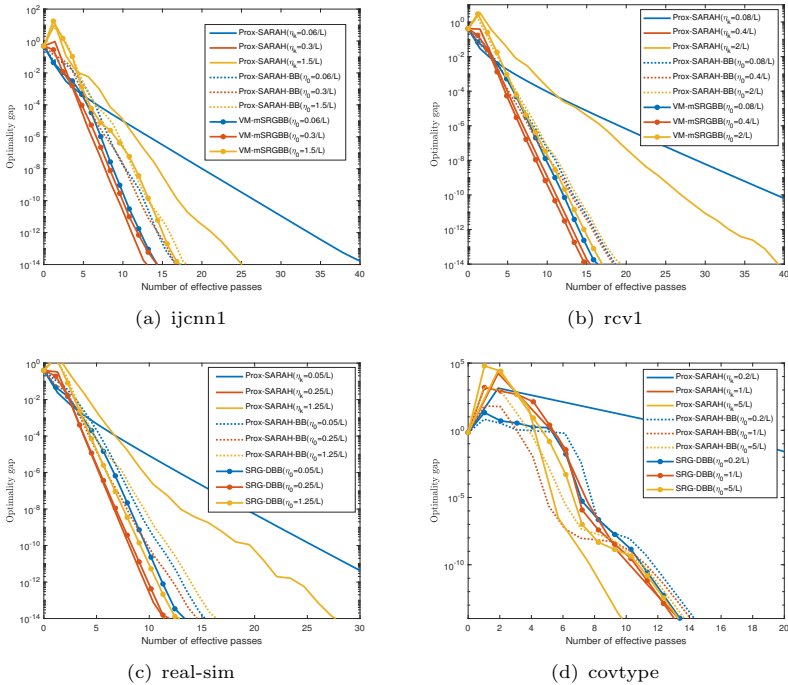 10^2
10^0
10^-2
10^-4
10^-6
10^-8
10^-10
10^-12
10^-14
Optimality gap
0 5 10 15 20 25 30 35 40
Number of effective passes
Prox-SARAH(η_k=0.06/L)
Prox-SARAH(η_k=0.3/L)
Prox-SARAH(η_k=1.5/L)
Prox-SARAH-BB(η_0=0.06/L)
Prox-SARAH-BB(η_0=0.3/L)
Prox-SARAH-BB(η_0=1.5/L)
VM-mSRGBB(η_0=0.06/L)
VM-mSRGBB(η_0=0.3/L)
VM-mSRGBB(η_0=1.5/L)
(a) ijcnn1
10^2
10^0
10^-2
10^-4
10^-6
10^-8
10^-10
10^-12
10^-14
Optimality gap
0 5 10 15 20 25 30 35 40
Number of effective passes
Prox-SARAH(η_k=0.08/L)
Prox-SARAH(η_k=0.4/L)
Prox-SARAH(η_k=2/L)
Prox-SARAH-BB(η_0=0.08/L)
Prox-SARAH-BB(η_0=0.4/L)
Prox-SARAH-BB(η_0=2/L)
VM-mSRGBB(η_0=0.08/L)
VM-mSRGBB(η_0=0.4/L)
VM-mSRGBB(η_0=2/L)
(b) rcv1
10^0
10^-2
10^-4
10^-6
10^-8
10^-10
10^-12
10^-14
Optimality gap
0 5 10 15 20 25 30
Number of effective passes
Prox-SARAH(η_k=0.05/L)
Prox-SARAH(η_k=0.25/L)
Prox-SARAH(η_k=1.25/L)
Prox-SARAH-BB(η_0=0.05/L)
Prox-SARAH-BB(η_0=0.25/L)
Prox-SARAH-BB(η_0=1.25/L)
SRG-DBB(η_0=0.05/L)
SRG-DBB(η_0=0.25/L)
SRG-DBB(η_0=1.25/L)
(c) real-sim
10^5
10^0
10^-5
10^-10
Optimality gap
0 2 4 6 8 10 12 14 16 18 20
Number of effective passes
Prox-SARAH(η_k=0.2/L)
Prox-SARAH(η_k=1/L)
Prox-SARAH(η_k=5/L)
Prox-SARAH-BB(η_0=0.2/L)
Prox-SARAH-BB(η_0=1/L)
Prox-SARAH-BB(η_0=5/L)
SRG-DBB(η_0=0.2/L)
SRG-DBB(η_0=1/L)
SRG-DBB(η_0=5/L)
(d) covtype